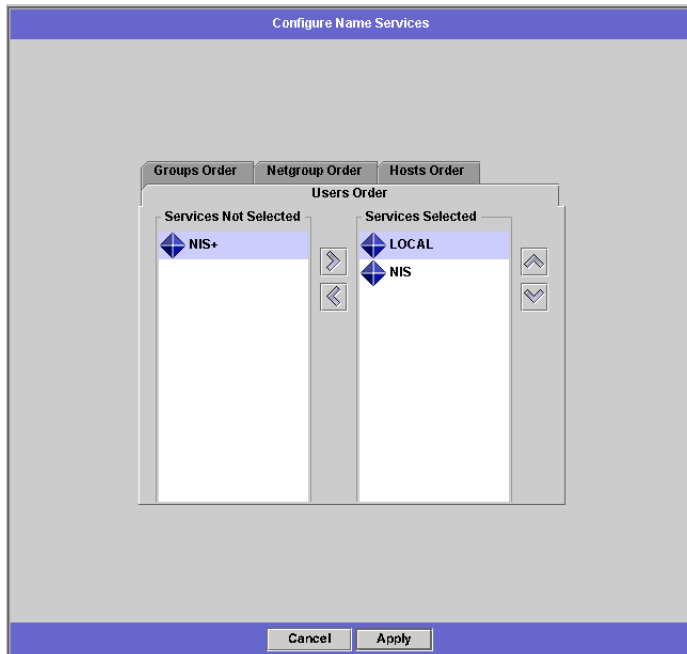 Configure Name Services
Groups Order Netgroup Order Hosts Order
Users Order
Services Not Selected Services Selected
NIS+ LOCAL
NIS
Cancel Apply